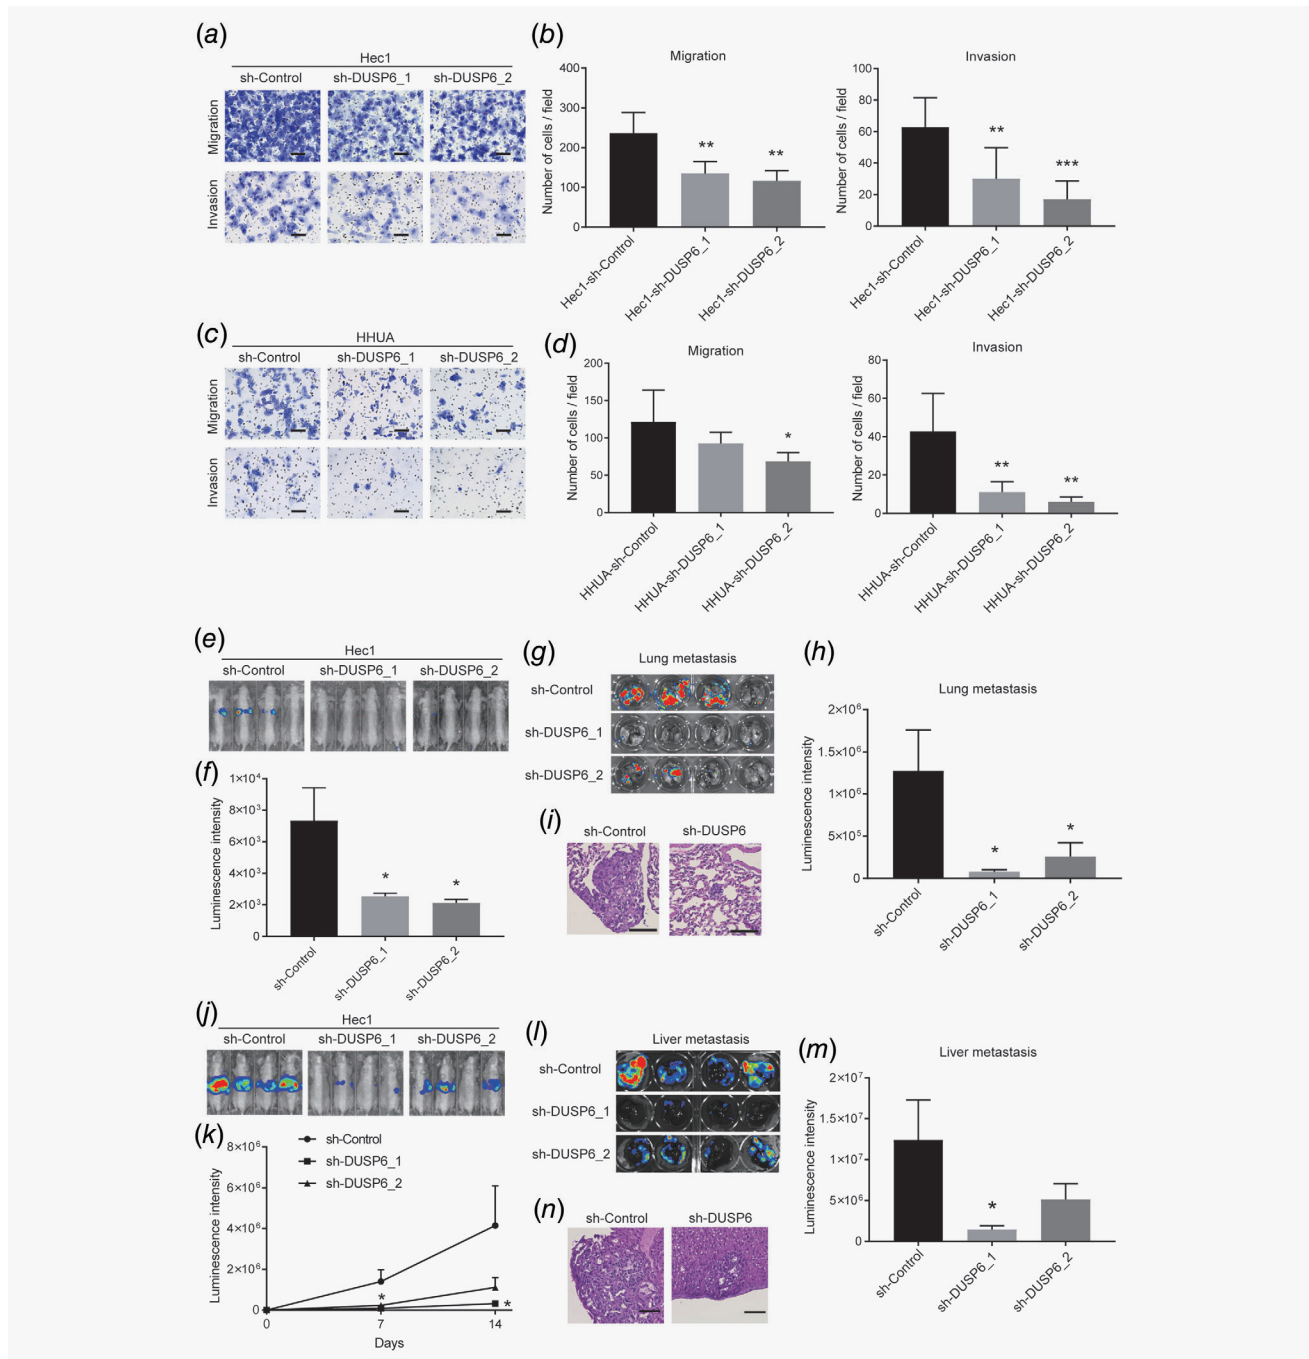 (a)
Hec1
sh-Control sh-DUSP6_1 sh-DUSP6_2
Migration
Invasion
(b)
Migration
Number of cells / field
400
300
200
100
0
**
**
Hec1-sh-Control
Hec1-sh-DUSP6_1
Hec1-sh-DUSP6_2
Invasion
Number of cells / field
100
80
60
40
20
0
**
***
Hec1-sh-Control
Hec1-sh-DUSP6_1
Hec1-sh-DUSP6_2
(c)
HHUA
sh-Control sh-DUSP6_1 sh-DUSP6_2
Migration
Invasion
(d)
Migration
Number of cells / field
200
150
100
50
0
*
HHUA-sh-Control
HHUA-sh-DUSP6_1
HHUA-sh-DUSP6_2
Invasion
Number of cells / field
80
60
40
20
0
**
**
HHUA-sh-Control
HHUA-sh-DUSP6_1
HHUA-sh-DUSP6_2
(e)
Hec1
sh-Control sh-DUSP6_1 sh-DUSP6_2
(f)
Luminescence intensity
1×10⁴
8×10³
6×10³
4×10³
2×10³
0
*
*
sh-Control
sh-DUSP6_1
sh-DUSP6_2
(g)
Lung metastasis
sh-Control
sh-DUSP6_1
sh-DUSP6_2
(h)
Lung metastasis
Luminescence intensity
2×10⁶
1.5×10⁶
1×10⁶
5×10⁵
0
*
*
sh-Control
sh-DUSP6_1
sh-DUSP6_2
(i)
sh-Control sh-DUSP6
(j)
Hec1
sh-Control sh-DUSP6_1 sh-DUSP6_2
(k)
Luminescence intensity
8×10⁶
6×10⁶
4×10⁶
2×10⁶
0
sh-Control
sh-DUSP6_1
sh-DUSP6_2
*
*
0 7 14
Days
(l)
Liver metastasis
sh-Control
sh-DUSP6_1
sh-DUSP6_2
(m)
Liver metastasis
Luminescence intensity
2×10⁷
1.5×10⁷
1×10⁷
5×10⁶
0
*
sh-Control
sh-DUSP6_1
sh-DUSP6_2
(n)
sh-Control sh-DUSP6